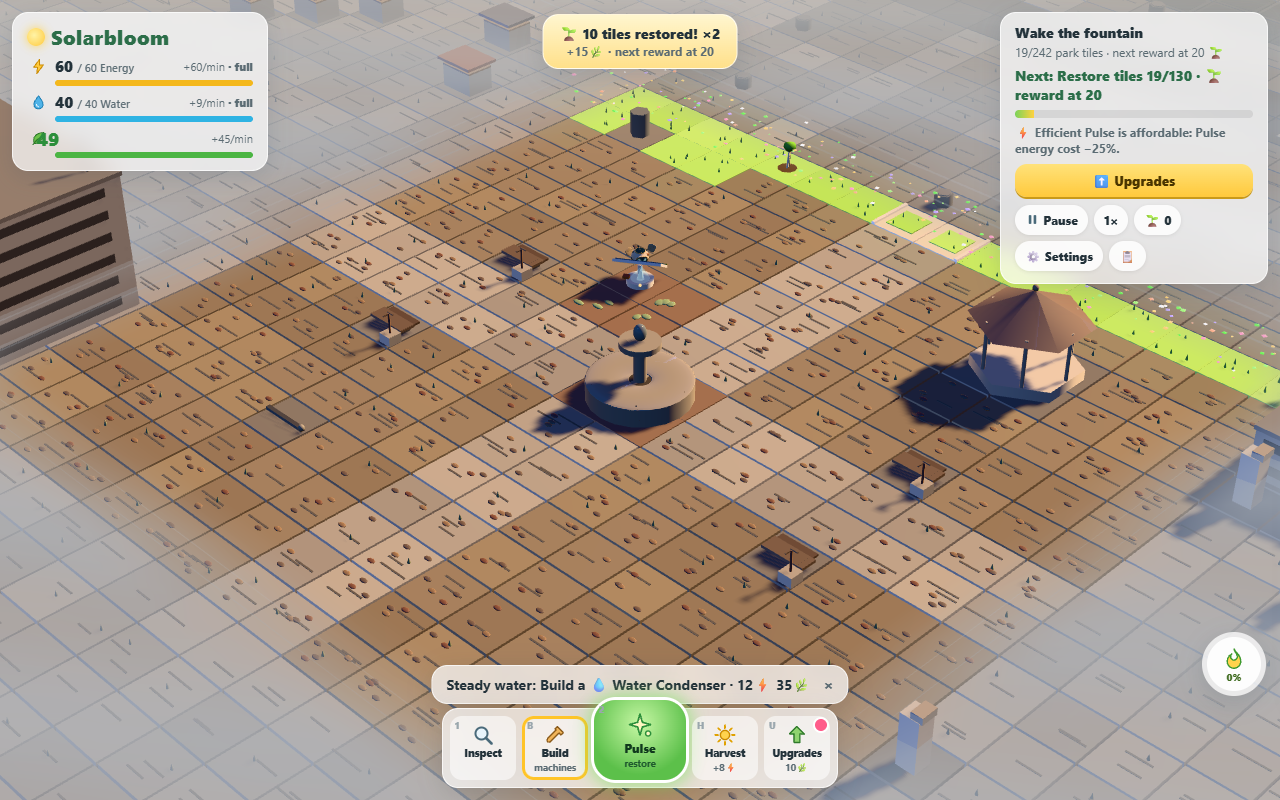 Solarbloom
60 / 60 Energy +60/min • full
40 / 40 Water +9/min • full
49 +45/min
10 tiles restored! ×2
+15 · next reward at 20
Wake the fountain
19/242 park tiles · next reward at 20
Next: Restore tiles 19/130 ·
reward at 20
Efficient Pulse is affordable: Pulse
energy cost −25%.
Upgrades
Pause 1× 0
Settings
0%
Steady water: Build a Water Condenser · 12 35 ×
1 Inspect
B Build
machines
Pulse
restore
H Harvest
+8
U Upgrades
10